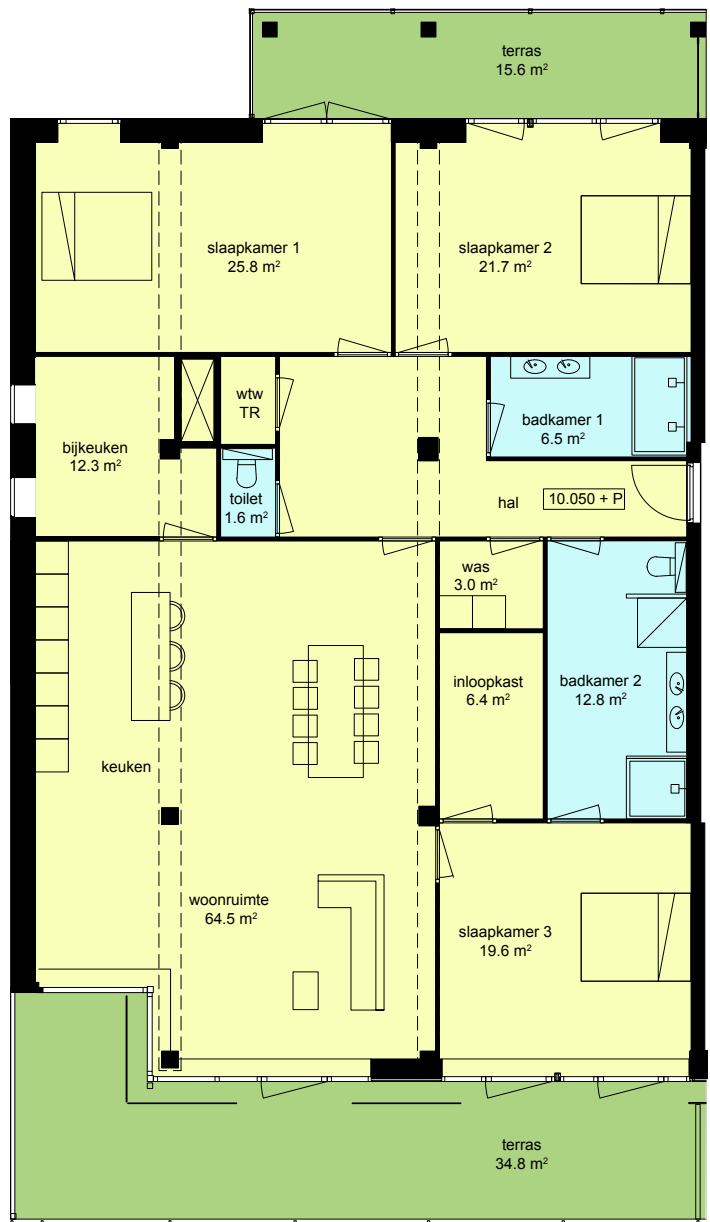 terras
15.6 m²
slaapkamer 1
25.8 m²
slaapkamer 2
21.7 m²
wtw
TR
badkamer 1
6.5 m²
bijkeuken
12.3 m²
toilet
1.6 m²
hal
10.050 + P
was
3.0 m²
inloopkast
6.4 m²
badkamer 2
12.8 m²
keuken
woonruimte
64.5 m²
slaapkamer 3
19.6 m²
terras
34.8 m²